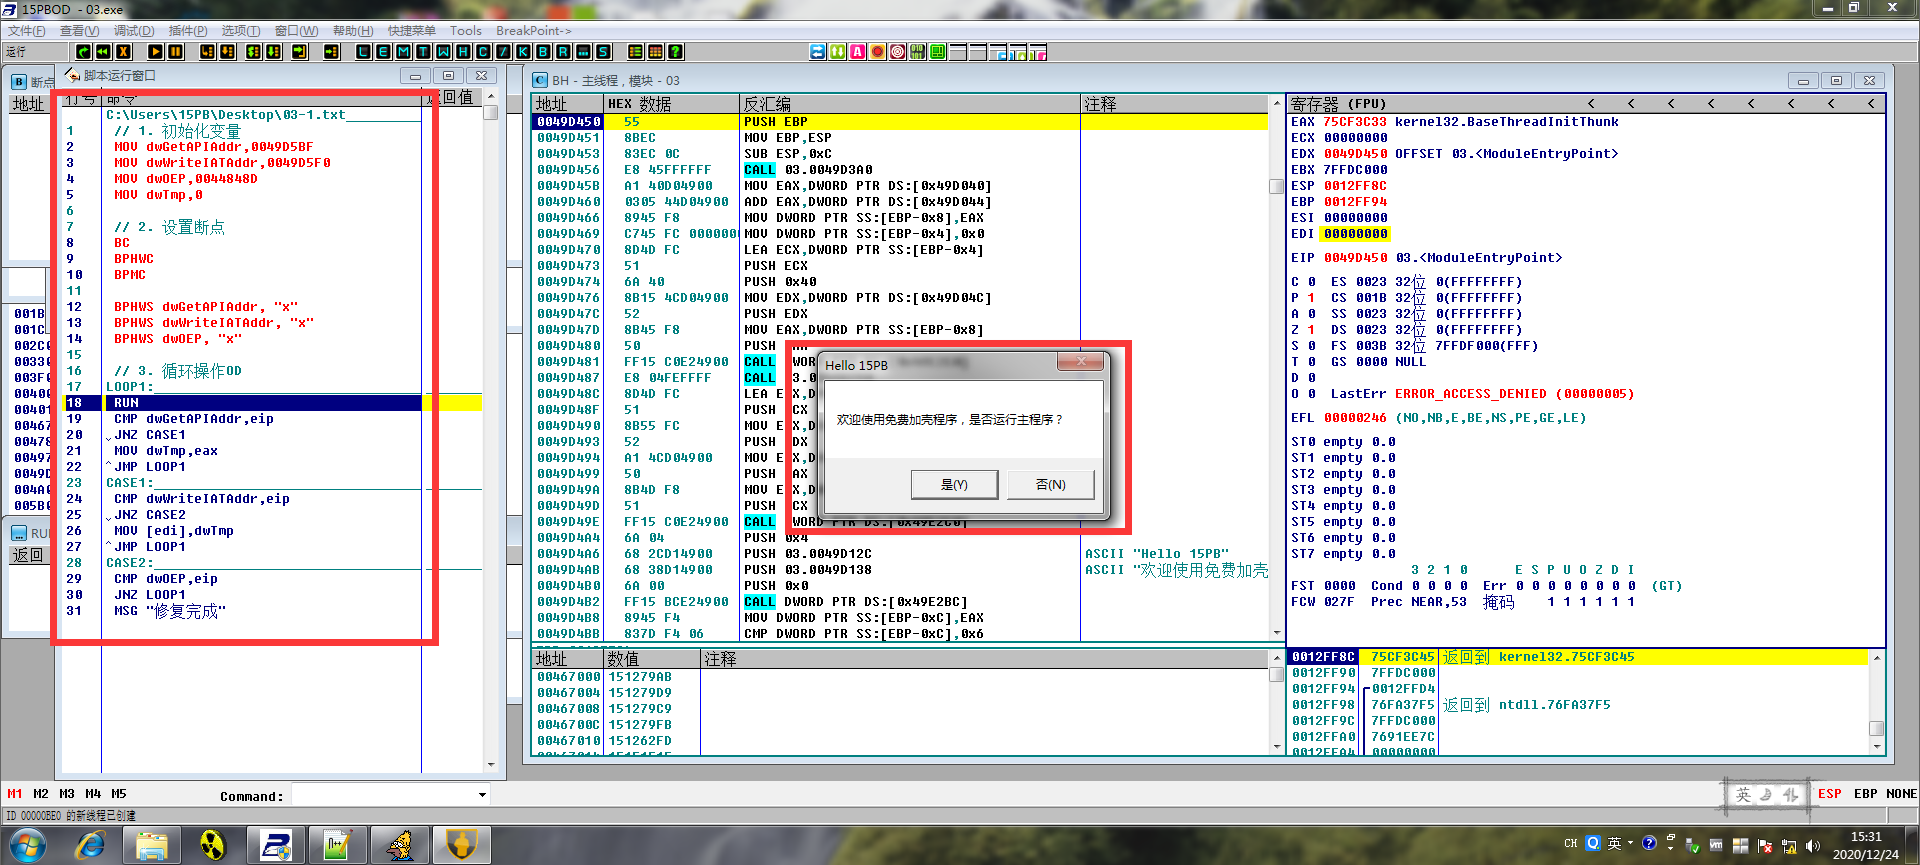 15PBOD - 03.exe
文件(F) 查看(V) 调试(D) 插件(P) 选项(T) 窗口(W) 帮助(H) 快捷菜单 Tools BreakPoint->
运行
L E M T W H C / K B R ... S
断点
地址
脚本运行窗口
行号 命令 返回值
C:\Users\15PB\Desktop\03-1.txt
1 // 1. 初始化变量
2 MOV dwGetAPIAddr,0049D5BF
3 MOV dwWriteIATAddr,0049D5F0
4 MOV dwOEP,0044848D
5 MOV dwTmp,0
6
7 // 2. 设置断点
8 BC
9 BPHWC
10 BPMC
11
12 BPHWS dwGetAPIAddr, "x"
13 BPHWS dwWriteIATAddr, "x"
14 BPHWS dwOEP, "x"
15
16 // 3. 循环操作OD
17 LOOP1:
18 RUN
19 CMP dwGetAPIAddr,eip
20 JNZ CASE1
21 MOV dwTmp,eax
22 JMP LOOP1
23 CASE1:
24 CMP dwWriteIATAddr,eip
25 JNZ CASE2
26 MOV [edi],dwTmp
27 JMP LOOP1
28 CASE2:
29 CMP dwOEP,eip
30 JNZ LOOP1
31 MSG "修复完成"
001B
001C
002C0
00330
003F0
00400
00401
00467
00478
00497
0049D
004A0
005B0
RU
返回
BH - 主线程, 模块 - 03
地址 HEX 数据 反汇编 注释
0049D450 55 PUSH EBP
0049D451 8BEC MOV EBP,ESP
0049D453 83EC 0C SUB ESP,0xC
0049D456 E8 45FFFFFF CALL 03.0049D3A0
0049D45B A1 40D04900 MOV EAX,DWORD PTR DS:[0x49D040]
0049D460 0305 44D04900 ADD EAX,DWORD PTR DS:[0x49D044]
0049D466 8945 F8 MOV DWORD PTR SS:[EBP-0x8],EAX
0049D469 C745 FC 0000000 MOV DWORD PTR SS:[EBP-0x4],0x0
0049D470 8D4D FC LEA ECX,DWORD PTR SS:[EBP-0x4]
0049D473 51 PUSH ECX
0049D474 6A 40 PUSH 0x40
0049D476 8B15 4CD04900 MOV EDX,DWORD PTR DS:[0x49D04C]
0049D47C 52 PUSH EDX
0049D47D 8B45 F8 MOV EAX,DWORD PTR SS:[EBP-0x8]
0049D480 50 PUSH
0049D481 FF15 C0E24900 CALL WOR
0049D487 E8 04FEFFFF CALL 3.0
0049D48C 8D4D FC LEA E X,D
0049D48F 51 PUSH CX
0049D490 8B55 FC MOV E X,D
0049D493 52 PUSH DX
0049D494 A1 4CD04900 MOV E X,D
0049D499 50 PUSH AX
0049D49A 8B4D F8 MOV E X,D
0049D49D 51 PUSH CX
0049D49E FF15 C0E24900 CALL WORD PTR DS:[0x49E2C0]
0049D4A4 6A 04 PUSH 0x4
0049D4A6 68 2CD14900 PUSH 03.0049D12C ASCII "Hello 15PB"
0049D4AB 68 38D14900 PUSH 03.0049D138 ASCII "欢迎使用免费加壳
0049D4B0 6A 00 PUSH 0x0
0049D4B2 FF15 BCE24900 CALL DWORD PTR DS:[0x49E2BC]
0049D4B8 8945 F4 MOV DWORD PTR SS:[EBP-0xC],EAX
0049D4BB 837D F4 06 CMP DWORD PTR SS:[EBP-0xC],0x6
Hello 15PB
欢迎使用免费加壳程序，是否运行主程序？
是(Y) 否(N)
寄存器 (FPU) < < < < < < < <
EAX 75CF3C33 kernel32.BaseThreadInitThunk
ECX 00000000
EDX 0049D450 OFFSET 03.<ModuleEntryPoint>
EBX 7FFDC000
ESP 0012FF8C
EBP 0012FF94
ESI 00000000
EDI 00000000
EIP 0049D450 03.<ModuleEntryPoint>
C 0 ES 0023 32位 0(FFFFFFFF)
P 1 CS 001B 32位 0(FFFFFFFF)
A 0 SS 0023 32位 0(FFFFFFFF)
Z 1 DS 0023 32位 0(FFFFFFFF)
S 0 FS 003B 32位 7FFDF000(FFF)
T 0 GS 0000 NULL
D 0
O 0 LastErr ERROR_ACCESS_DENIED (00000005)
EFL 00000246 (NO,NB,E,BE,NS,PE,GE,LE)
ST0 empty 0.0
ST1 empty 0.0
ST2 empty 0.0
ST3 empty 0.0
ST4 empty 0.0
ST5 empty 0.0
ST6 empty 0.0
ST7 empty 0.0
3 2 1 0 E S P U O Z D I
FST 0000 Cond 0 0 0 0 Err 0 0 0 0 0 0 0 0 (GT)
FCW 027F Prec NEAR,53 掩码 1 1 1 1 1 1
地址 数值 注释
00467000 151279AB
00467004 151279D9
00467008 151279C9
0046700C 151279FB
00467010 151262FD
0012FF8C 75CF3C45 返回到 kernel32.75CF3C45
0012FF90 7FFDC000
0012FF94 0012FFD4
0012FF98 76FA37F5 返回到 ntdll.76FA37F5
0012FF9C 7FFDC000
0012FFA0 7691EE7C
0012FFA4 00000000
M1 M2 M3 M4 M5 Command:
英 ESP EBP NONE
ID 00000BE0 的新线程已创建
CH 英 15:31
2020/12/24